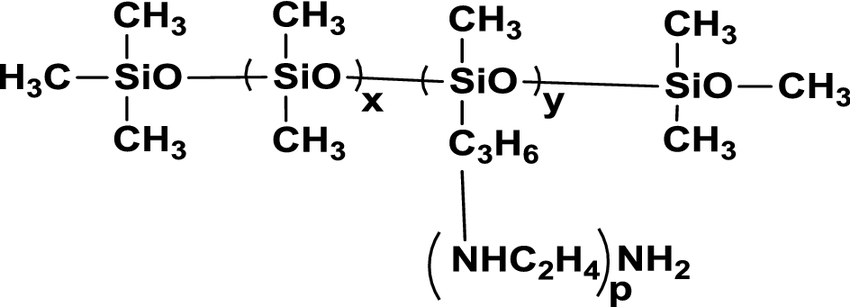 CH₃ CH₃ CH₃ CH₃
H₃C—SiO—(SiO)x—(SiO)y—SiO—CH₃
CH₃ CH₃ C₃H₆ CH₃
(NHC₂H₄)pNH₂